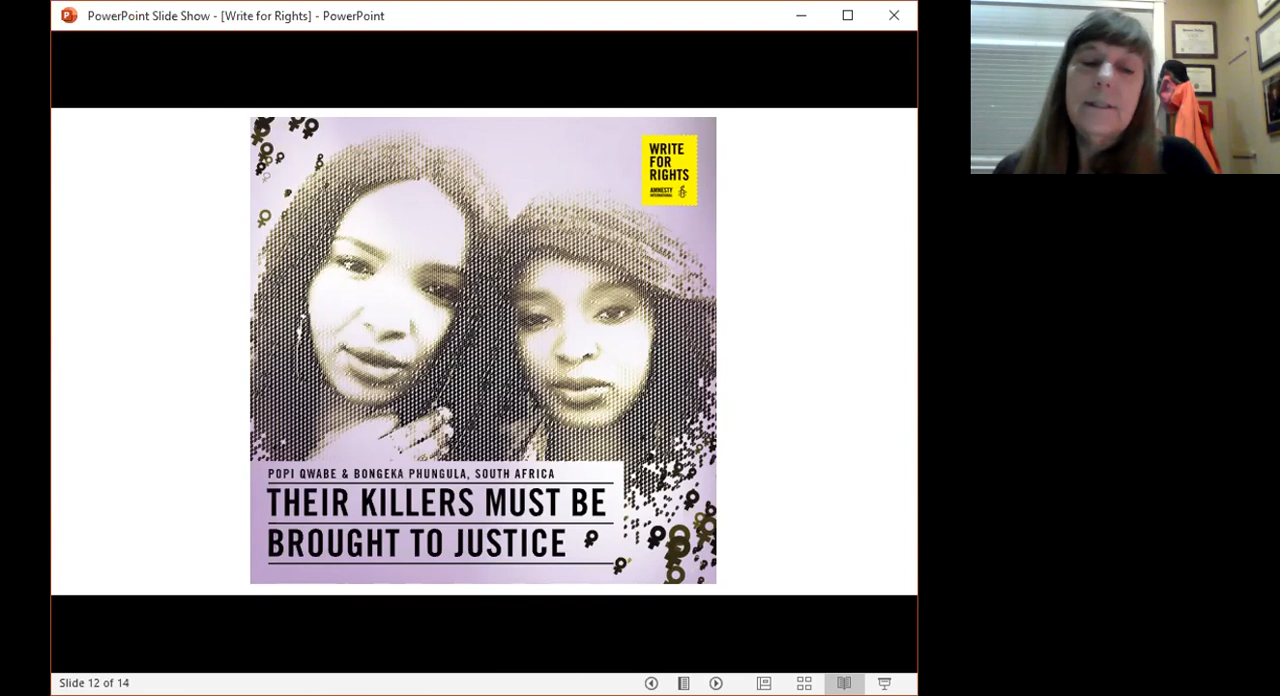 PowerPoint Slide Show - [Write for Rights] - PowerPoint
WRITE
FOR
RIGHTS
AMNESTY
INTERNATIONAL
POPI QWABE & BONGEKA PHUNGULA, SOUTH AFRICA
THEIR KILLERS MUST BE
BROUGHT TO JUSTICE
Slide 12 of 14